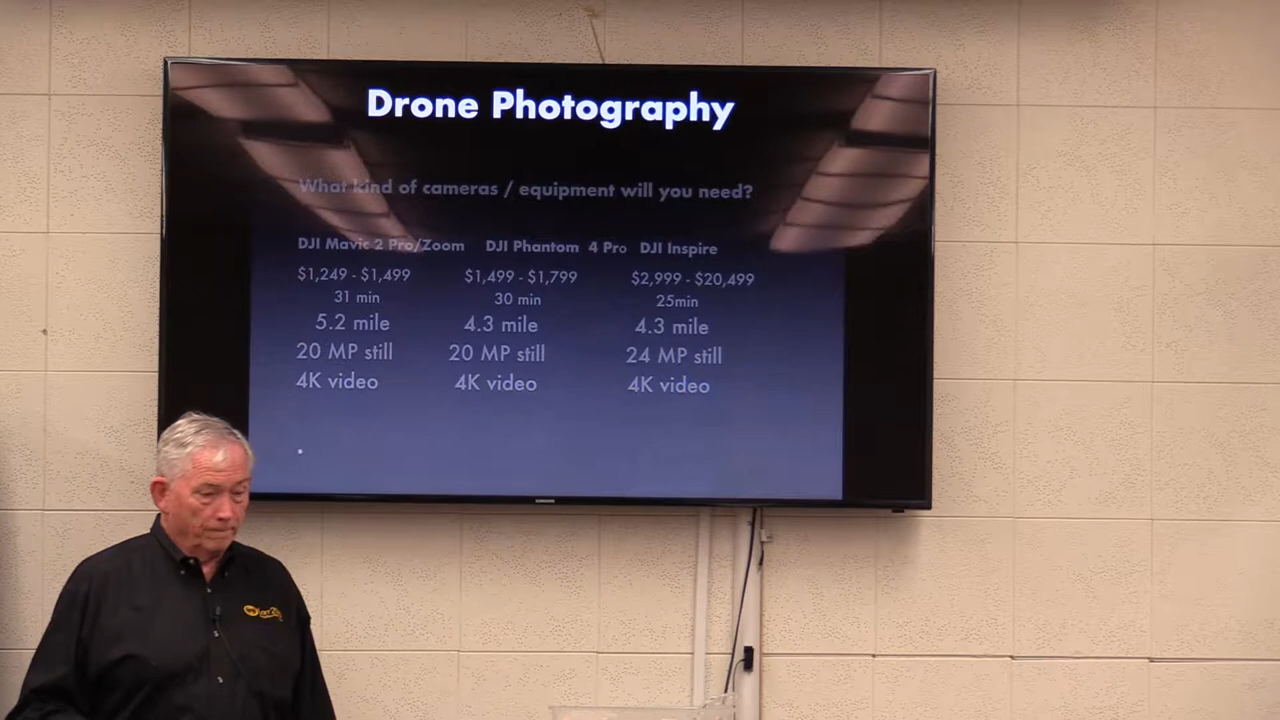 Drone Photography
What kind of cameras / equipment will you need?
DJI Mavic 2 Pro/Zoom DJI Phantom 4 Pro DJI Inspire
$1,249 - $1,499 $1,499 - $1,799 $2,999 - $20,499
31 min 30 min 25min
5.2 mile 4.3 mile 4.3 mile
20 MP still 20 MP still 24 MP still
4K video 4K video 4K video